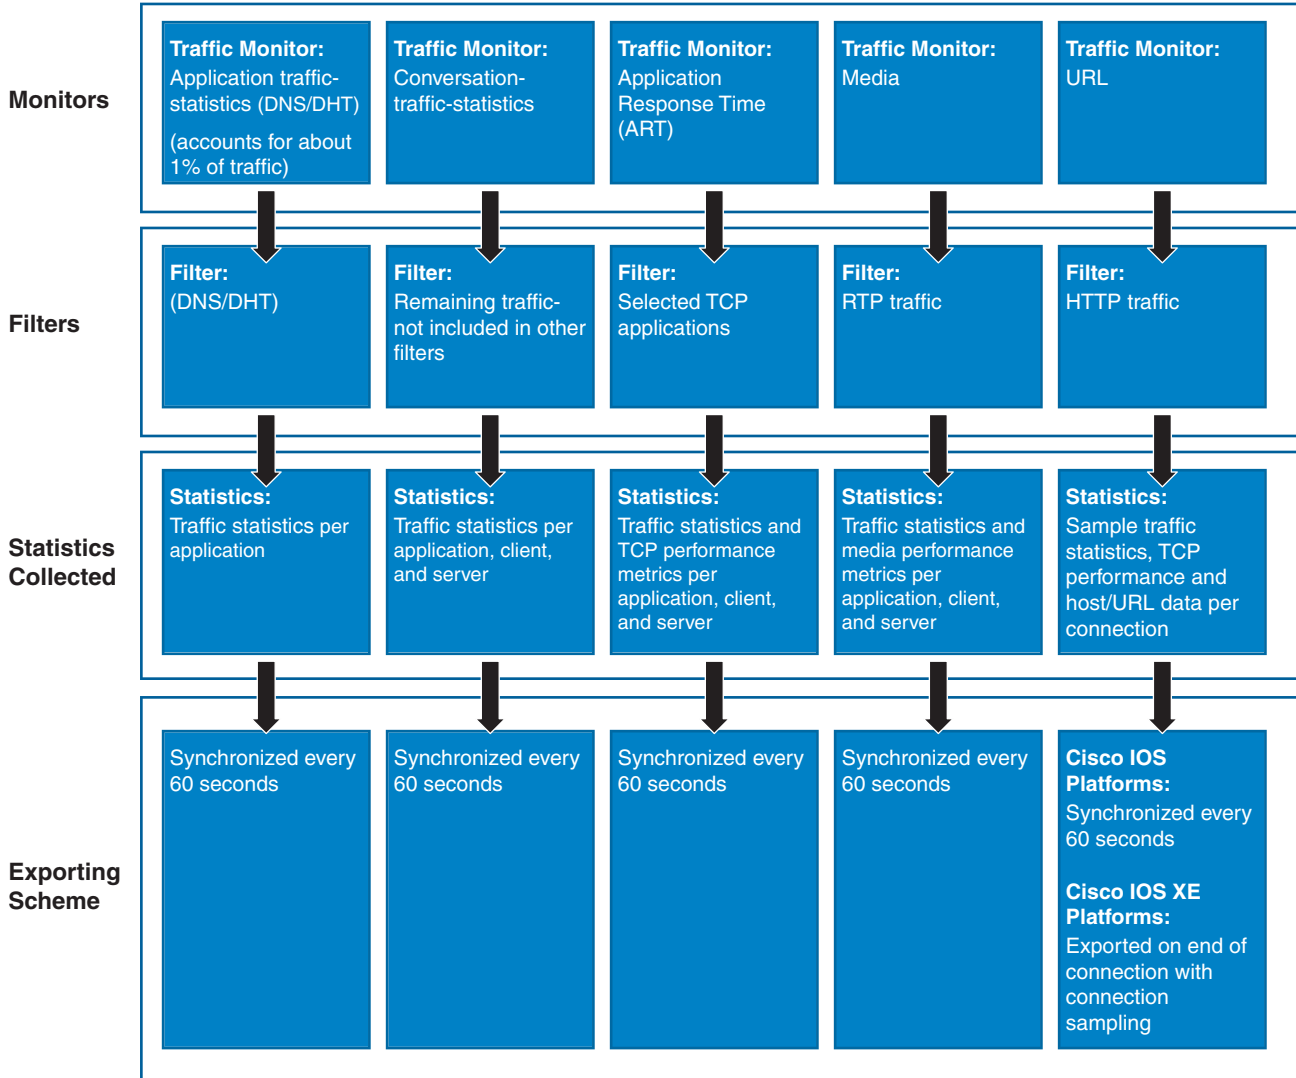 Monitors
Traffic Monitor:
Application traffic-
statistics (DNS/DHT)
(accounts for about
1% of traffic)
Traffic Monitor:
Conversation-
traffic-statistics
Traffic Monitor:
Application
Response Time
(ART)
Traffic Monitor:
Media
Traffic Monitor:
URL
Filters
Filter:
(DNS/DHT)
Filter:
Remaining traffic-
not included in other
filters
Filter:
Selected TCP
applications
Filter:
RTP traffic
Filter:
HTTP traffic
Statistics
Collected
Statistics:
Traffic statistics per
application
Statistics:
Traffic statistics per
application, client,
and server
Statistics:
Traffic statistics and
TCP performance
metrics per
application, client,
and server
Statistics:
Traffic statistics and
media performance
metrics per
application, client,
and server
Statistics:
Sample traffic
statistics, TCP
performance and
host/URL data per
connection
Exporting
Scheme
Synchronized every
60 seconds
Synchronized every
60 seconds
Synchronized every
60 seconds
Synchronized every
60 seconds
Cisco IOS
Platforms:
Synchronized every
60 seconds
Cisco IOS XE
Platforms:
Exported on end of
connection with
connection
sampling